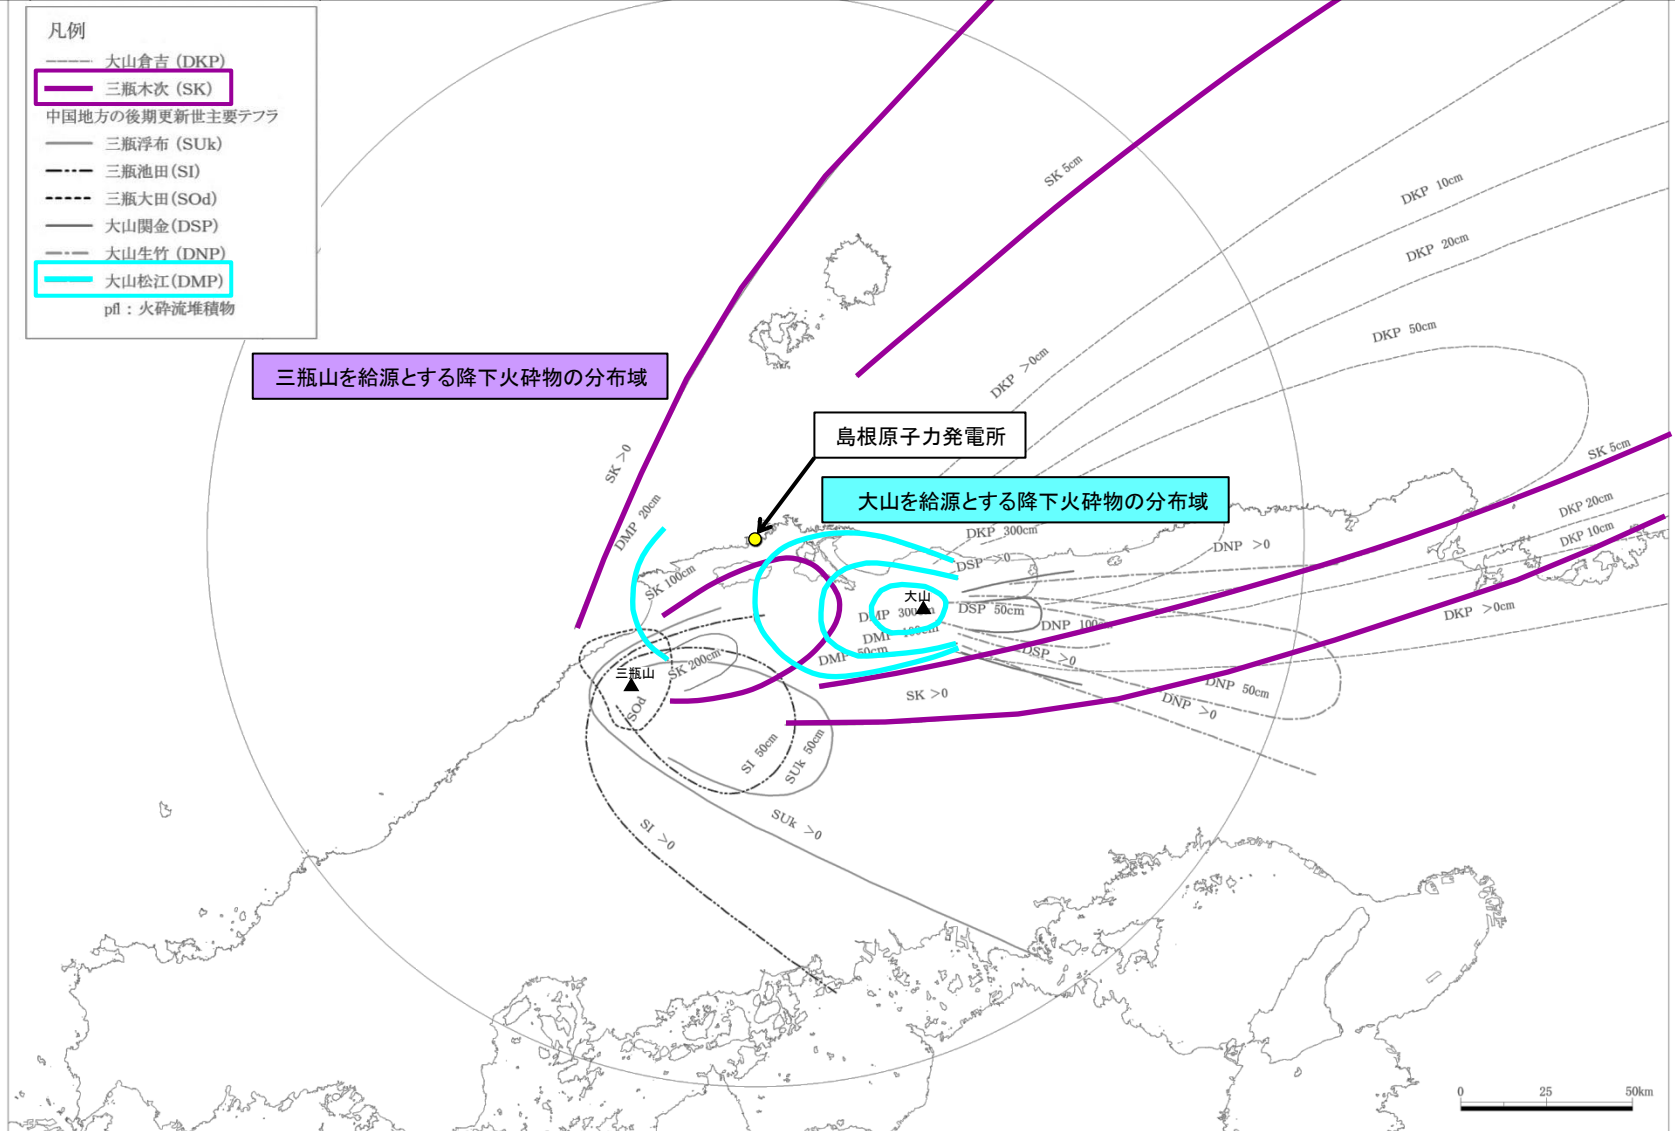 凡例
大山倉吉 (DKP)
三瓶木次 (SK)
中国地方の後期更新世主要テフラ
三瓶浮布 (SUk)
三瓶池田(SI)
三瓶大田(SOd)
大山関金(DSP)
大山生竹 (DNP)
大山松江(DMP)
pfl : 火砕流堆積物
三瓶山を給源とする降下火砕物の分布域
島根原子力発電所
大山を給源とする降下火砕物の分布域
SK 5cm
DKP 10cm
DKP 20cm
DKP 50cm
DKP >0cm
SK >0
DMP 20cm
SK 100cm
DKP 300cm
DSP >0
DNP >0
SK 5cm
DKP 20cm
DKP 10cm
DKP >0cm
大山
DMP 300cm
DSP 50cm
DMP 100cm
DNP 100cm
DMP 50cm
DSP >0
三瓶山
SK 200cm
SK >0
DNP 50cm
DNP >0
SOd
SI 50cm
SUk 50cm
SUk >0
SI >0
0 25 50km